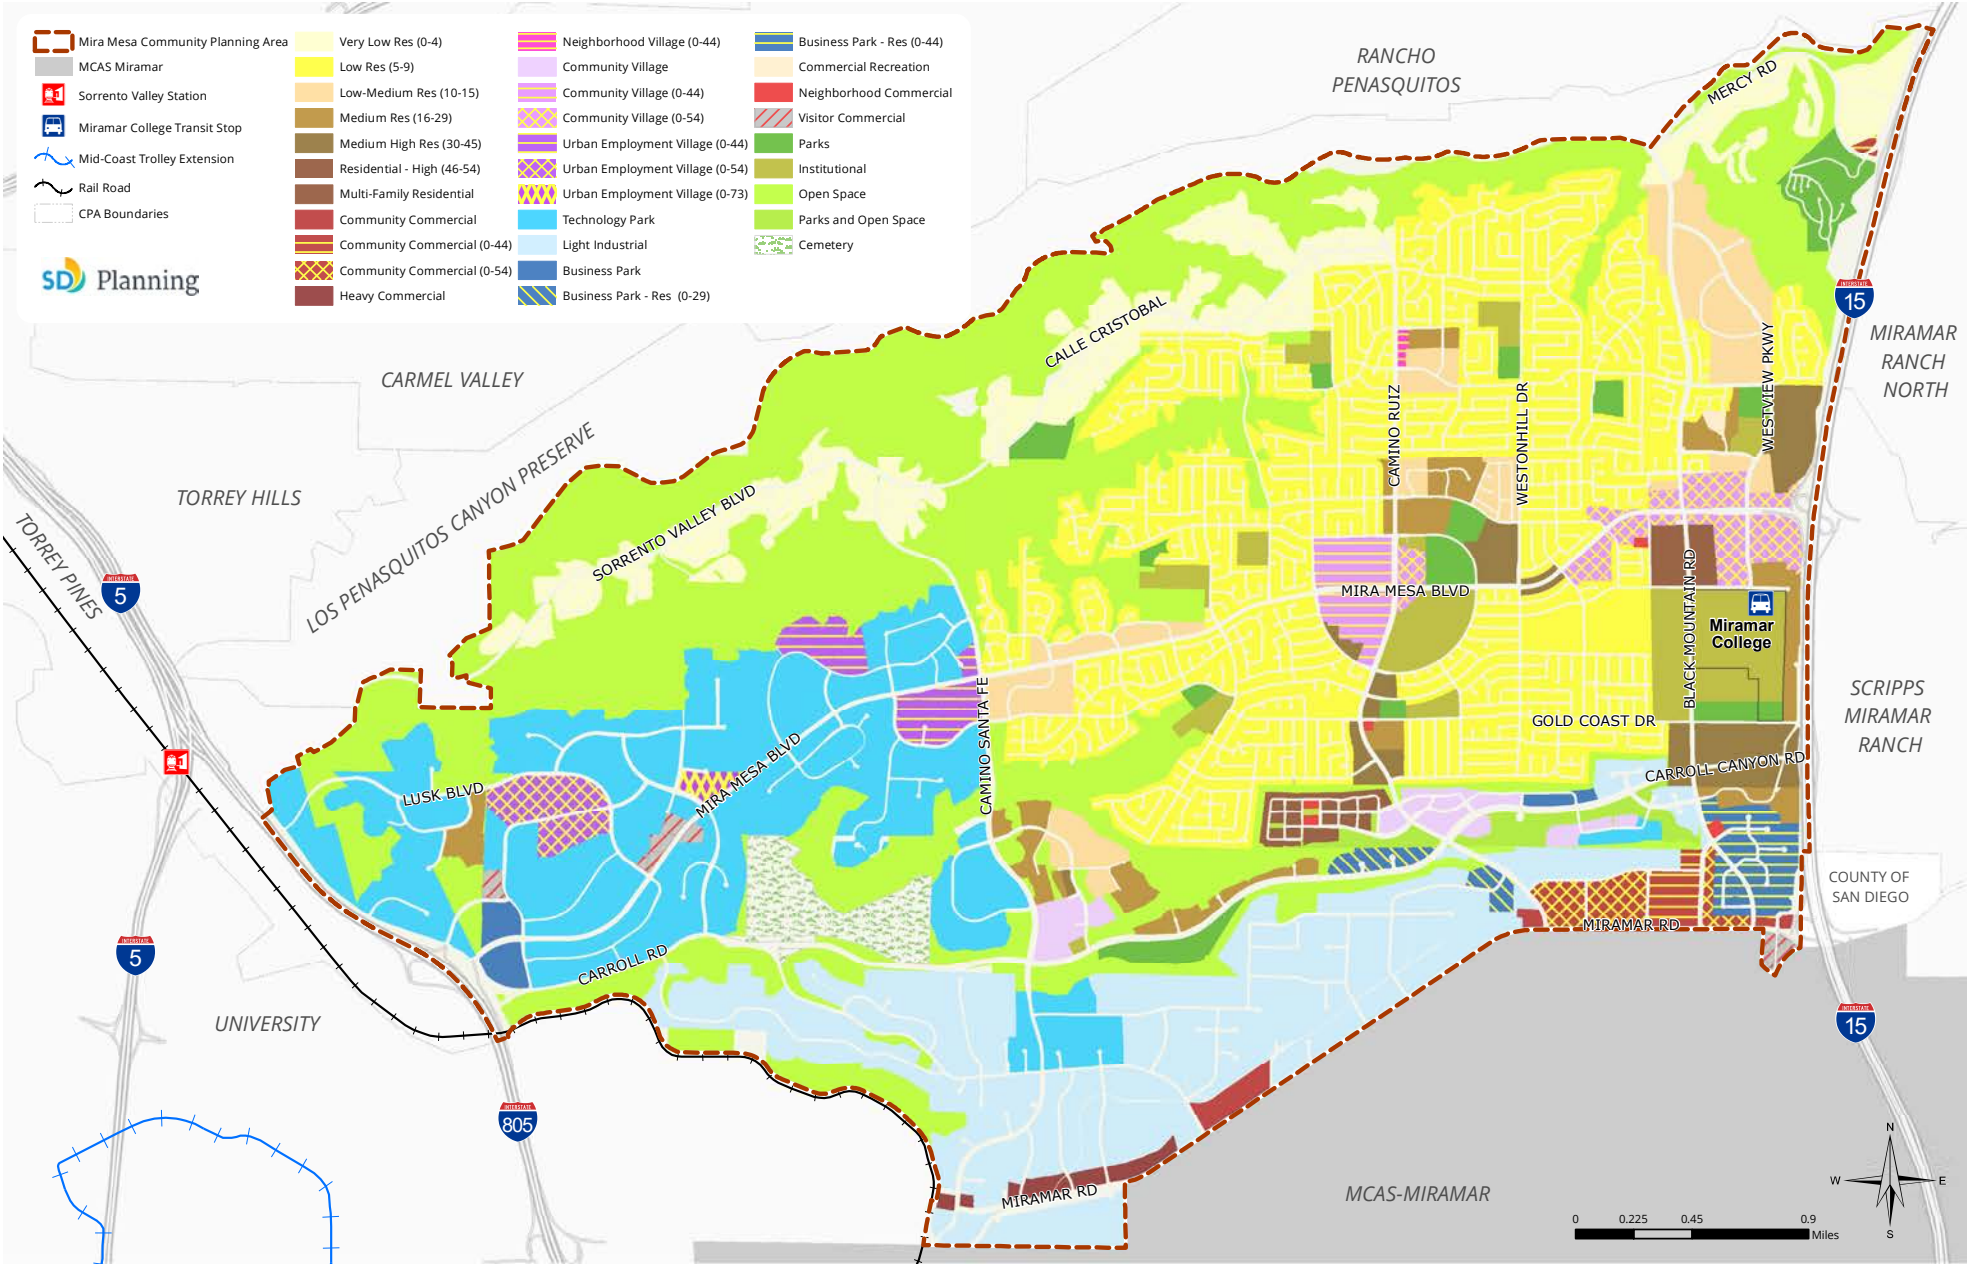 Mira Mesa Community Planning Area
MCAS Miramar
Sorrento Valley Station
Miramar College Transit Stop
Mid-Coast Trolley Extension
Rail Road
CPA Boundaries
SD Planning
Very Low Res (0-4)
Low Res (5-9)
Low-Medium Res (10-15)
Medium Res (16-29)
Medium High Res (30-45)
Residential - High (46-54)
Multi-Family Residential
Community Commercial
Community Commercial (0-44)
Community Commercial (0-54)
Heavy Commercial
Neighborhood Village (0-44)
Community Village
Community Village (0-44)
Community Village (0-54)
Urban Employment Village (0-44)
Urban Employment Village (0-54)
Urban Employment Village (0-73)
Technology Park
Light Industrial
Business Park
Business Park - Res (0-29)
Business Park - Res (0-44)
Commercial Recreation
Neighborhood Commercial
Visitor Commercial
Parks
Institutional
Open Space
Parks and Open Space
Cemetery
RANCHO
PENASQUITOS
MERCY RD
INTERSTATE
15
MIRAMAR
RANCH
NORTH
CARMEL VALLEY
CALLE CRISTOBAL
WESTVIEW PKWY
CAMINO RUIZ
WESTONHILL DR
TORREY HILLS
LOS PENASQUITOS CANYON PRESERVE
SORRENTO VALLEY BLVD
TORREY PINES
INTERSTATE
5
MIRA MESA BLVD
BLACK MOUNTAIN RD
Miramar
College
SCRIPPS
MIRAMAR
RANCH
CAMINO SANTA FE
GOLD COAST DR
CARROLL CANYON RD
LUSK BLVD
MIRA MESA BLVD
COUNTY OF
SAN DIEGO
MIRAMAR RD
INTERSTATE
5
CARROLL RD
UNIVERSITY
INTERSTATE
15
INTERSTATE
805
MIRAMAR RD
MCAS-MIRAMAR
N
W
E
S
0
0.225
0.45
0.9
Miles